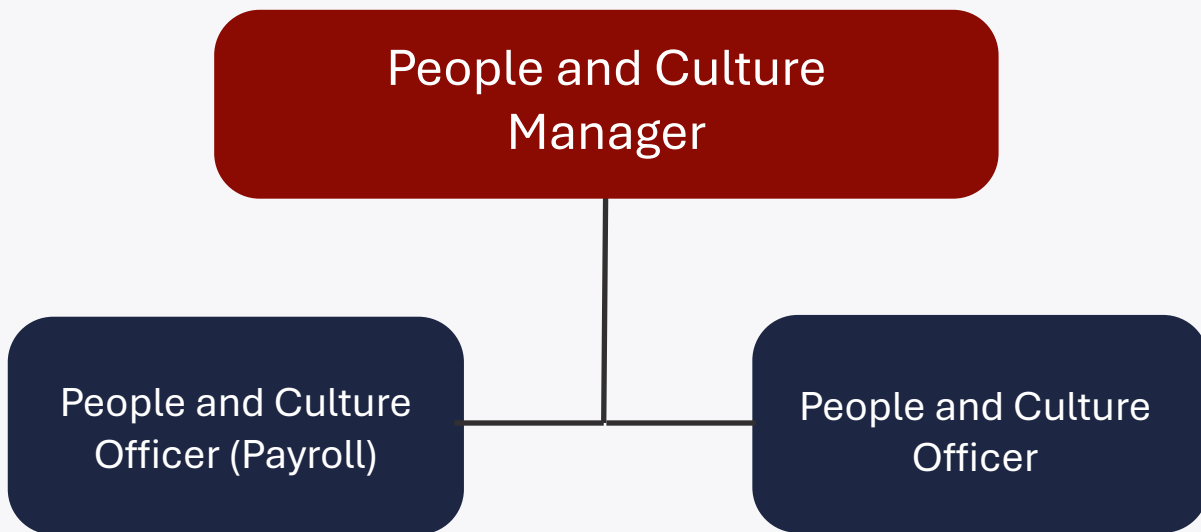 People and Culture
Manager
People and Culture
Officer (Payroll)
People and Culture
Officer